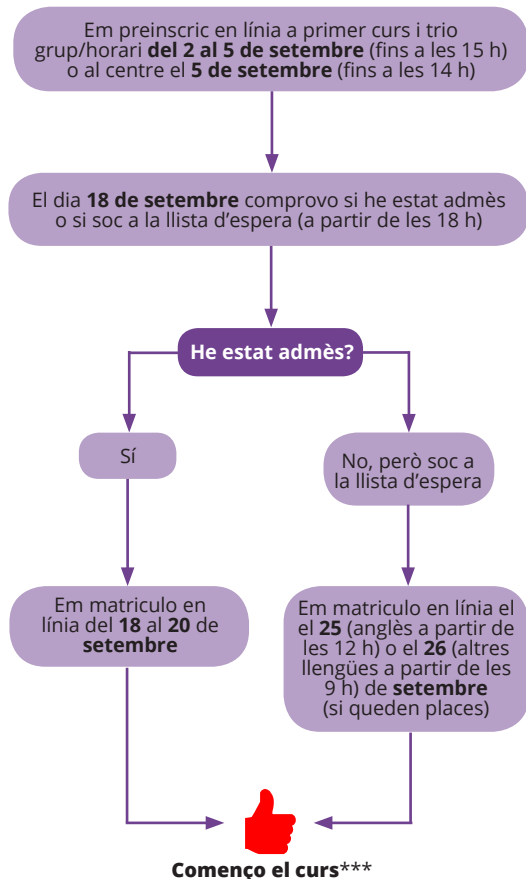 Em preinscric en línia a primer curs i trio
grup/horari del 2 al 5 de setembre (fins a les 15 h)
o al centre el 5 de setembre (fins a les 14 h)
El dia 18 de setembre comprovo si he estat admès
o si soc a la llista d'espera (a partir de les 18 h)
He estat admès?
Sí
No, però soc a
la llista d'espera
Em matriculo en
línia del 18 al 20 de
setembre
Em matriculo en línia el
el 25 (anglès a partir de
les 12 h) o el 26 (altres
llengües a partir de les
9 h) de setembre
(si queden places)
Començo el curs***